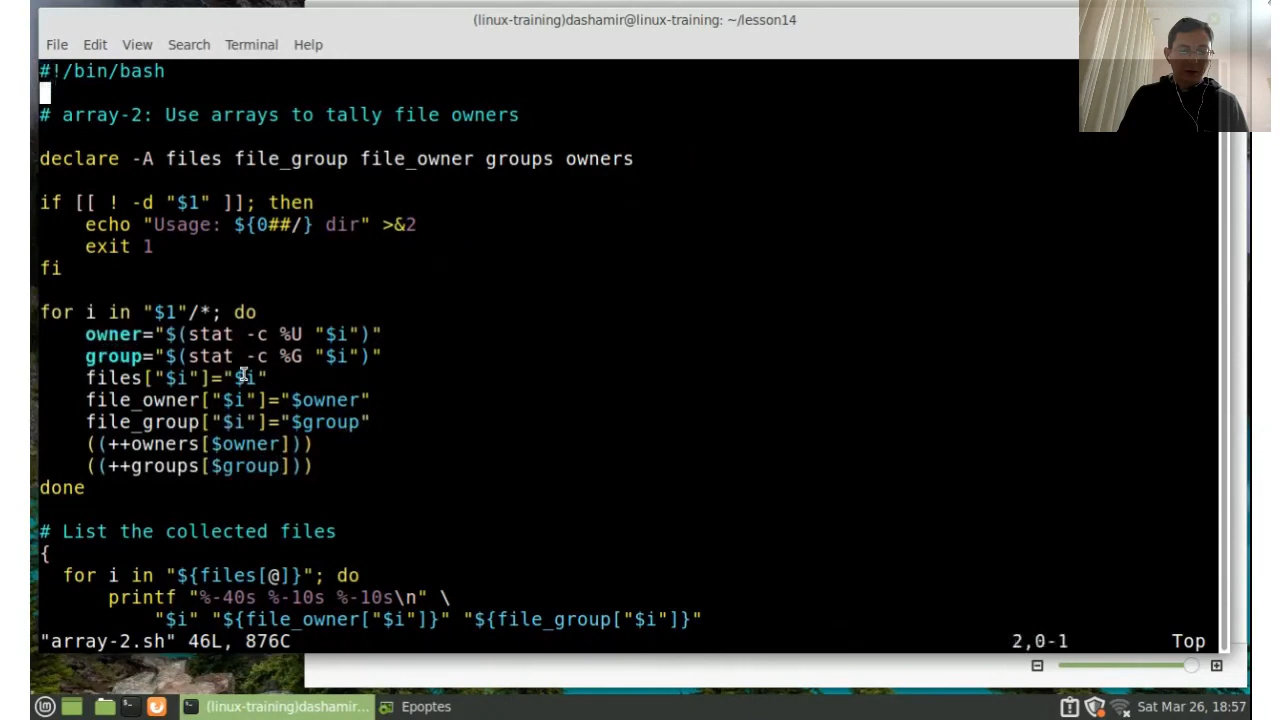 (linux-training)dashamir@linux-training: ~/lesson14
File Edit View Search Terminal Help
#!/bin/bash
# array-2: Use arrays to tally file owners
declare -A files file_group file_owner groups owners
if [[ ! -d "$1" ]]; then
    echo "Usage: ${0##/} dir" >&2
    exit 1
fi
for i in "$1"/*; do
    owner="$(stat -c %U "$i")"
    group="$(stat -c %G "$i")"
    files["$i"]="$i"
    file_owner["$i"]="$owner"
    file_group["$i"]="$group"
    ((++owners[$owner]))
    ((++groups[$group]))
done
# List the collected files
{
  for i in "${files[@]}"; do
      printf "%-40s %-10s %-10s\n" \
          "$i" "${file_owner["$i"]}" "${file_group["$i"]}"
"array-2.sh" 46L, 876C 2,0-1 Top
(linux-training)dashamir... Epoptes Sat Mar 26, 18:57